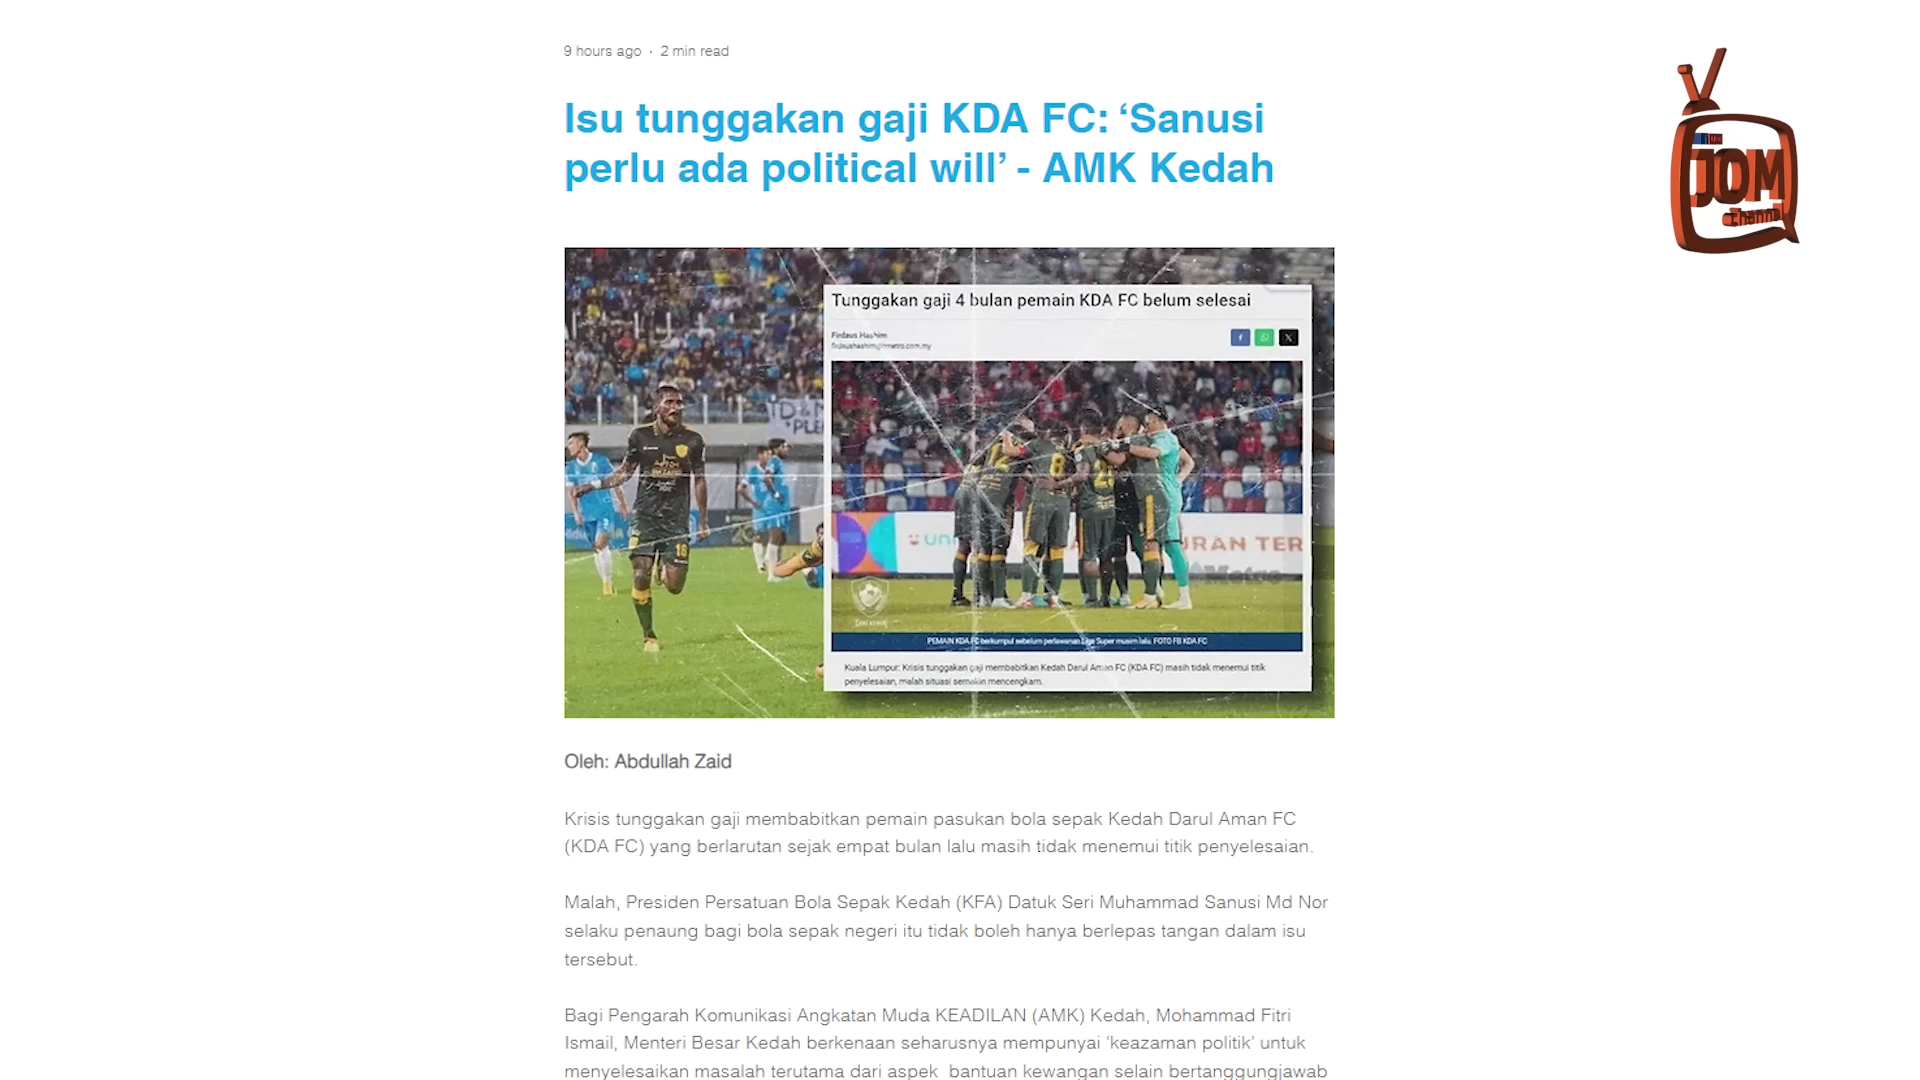 9 hours ago · 2 min read
Isu tunggakan gaji KDA FC: ‘Sanusi
perlu ada political will’ - AMK Kedah
JOM
Channel
Tunggakan gaji 4 bulan pemain KDA FC belum selesai
Firdaus Hashim
firdaushashim@hmetro.com.my
8
16
PEMAIN KDA FC berkumpul sebelum perlawanan Liga Super musim lalu. FOTO FB KDA FC
Kuala Lumpur: Krisis tunggakan gaji membabitkan Kedah Darul Aman FC (KDA FC) masih tidak menemui titik
penyelesaian, malah situasi semakin mencengkam.
Oleh: Abdullah Zaid
Krisis tunggakan gaji membabitkan pemain pasukan bola sepak Kedah Darul Aman FC
(KDA FC) yang berlarutan sejak empat bulan lalu masih tidak menemui titik penyelesaian.
Malah, Presiden Persatuan Bola Sepak Kedah (KFA) Datuk Seri Muhammad Sanusi Md Nor
selaku penaung bagi bola sepak negeri itu tidak boleh hanya berlepas tangan dalam isu
tersebut.
Bagi Pengarah Komunikasi Angkatan Muda KEADILAN (AMK) Kedah, Mohammad Fitri
Ismail, Menteri Besar Kedah berkenaan seharusnya mempunyai ‘keazaman politik’ untuk
menyelesaikan masalah terutama dari aspek bantuan kewangan selain bertanggungjawab